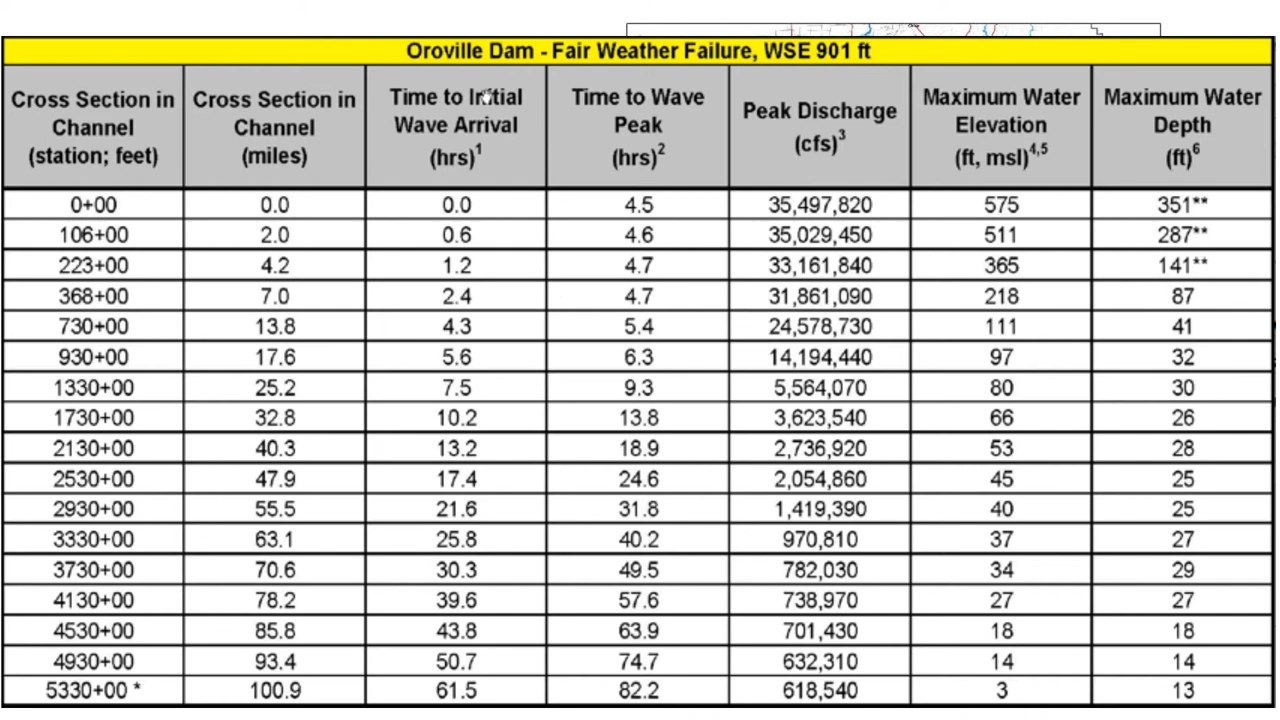 Oroville Dam - Fair Weather Failure, WSE 901 ft
Cross Section in Channel (station; feet) Cross Section in Channel (miles) Time to Initial Wave Arrival (hrs)1 Time to Wave Peak (hrs)2 Peak Discharge (cfs)3 Maximum Water Elevation (ft, msl)4,5 Maximum Water Depth (ft)6
0+00 0.0 0.0 4.5 35,497,820 575 351**
106+00 2.0 0.6 4.6 35,029,450 511 287**
223+00 4.2 1.2 4.7 33,161,840 365 141**
368+00 7.0 2.4 4.7 31,861,090 218 87
730+00 13.8 4.3 5.4 24,578,730 111 41
930+00 17.6 5.6 6.3 14,194,440 97 32
1330+00 25.2 7.5 9.3 5,564,070 80 30
1730+00 32.8 10.2 13.8 3,623,540 66 26
2130+00 40.3 13.2 18.9 2,736,920 53 28
2530+00 47.9 17.4 24.6 2,054,860 45 25
2930+00 55.5 21.6 31.8 1,419,390 40 25
3330+00 63.1 25.8 40.2 970,810 37 27
3730+00 70.6 30.3 49.5 782,030 34 29
4130+00 78.2 39.6 57.6 738,970 27 27
4530+00 85.8 43.8 63.9 701,430 18 18
4930+00 93.4 50.7 74.7 632,310 14 14
5330+00 * 100.9 61.5 82.2 618,540 3 13